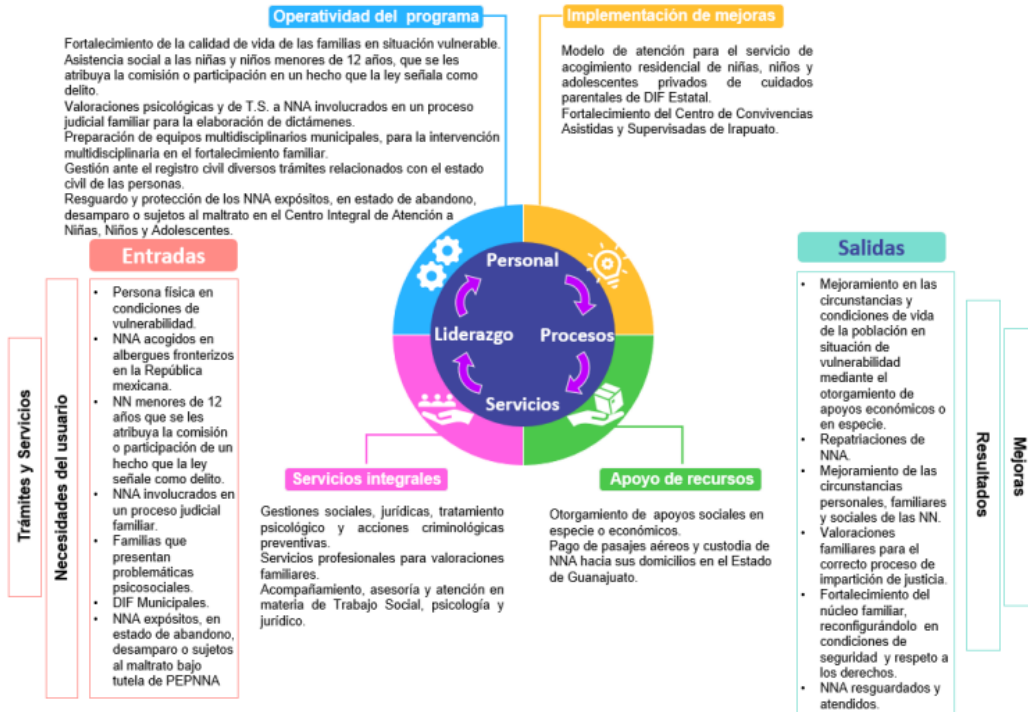 Operatividad del programa
Fortalecimiento de la calidad de vida de las familias en situación vulnerable.
Asistencia social a las niñas y niños menores de 12 años, que se les
atribuya la comisión o participación en un hecho que la ley señala como
delito.
Valoraciones psicológicas y de T.S. a NNA involucrados en un proceso
judicial familiar para la elaboración de dictámenes.
Preparación de equipos multidisciplinarios municipales, para la intervención
multidisciplinaria en el fortalecimiento familiar.
Gestión ante el registro civil diversos trámites relacionados con el estado
civil de las personas.
Resguardo y protección de los NNA expósitos, en estado de abandono,
desamparo o sujetos al maltrato en el Centro Integral de Atención a
Niñas, Niños y Adolescentes.
Implementación de mejoras
Modelo de atención para el servicio de
acogimiento residencial de niñas, niños y
adolescentes privados de cuidados
parentales de DIF Estatal.
Fortalecimiento del Centro de Convivencias
Asistidas y Supervisadas de Irapuato.
Trámites y Servicios
Necesidades del usuario
Entradas
• Persona física en
condiciones de
vulnerabilidad.
• NNA acogidos en
albergues fronterizos
en la República
mexicana.
• NN menores de 12
años que se les
atribuya la comisión
o participación de un
hecho que la ley
señale como delito.
• NNA involucrados en
un proceso judicial
familiar.
• Familias que
presentan
problemáticas
psicosociales.
• DIF Municipales.
• NNA expósitos, en
estado de abandono,
desamparo o sujetos
al maltrato bajo
tutela de PEPNNA
Personal
Liderazgo
Procesos
Servicios
Servicios integrales
Gestiones sociales, jurídicas, tratamiento
psicológico y acciones criminológicas
preventivas.
Servicios profesionales para valoraciones
familiares.
Acompañamiento, asesoría y atención en
materia de Trabajo Social, psicología y
jurídico.
Apoyo de recursos
Otorgamiento de apoyos sociales en
especie o económicos.
Pago de pasajes aéreos y custodia de
NNA hacia sus domicilios en el Estado
de Guanajuato.
Salidas
• Mejoramiento en las
circunstancias y
condiciones de vida
de la población en
situación de
vulnerabilidad
mediante el
otorgamiento de
apoyos económicos o
en especie.
• Repatriaciones de
NNA.
• Mejoramiento de las
circunstancias
personales, familiares
y sociales de las NN.
• Valoraciones
familiares para el
correcto proceso de
impartición de justicia.
• Fortalecimiento del
núcleo familiar,
reconfigurándolo en
condiciones de
seguridad y respeto a
los derechos.
• NNA resguardados y
atendidos.
Resultados
Mejoras